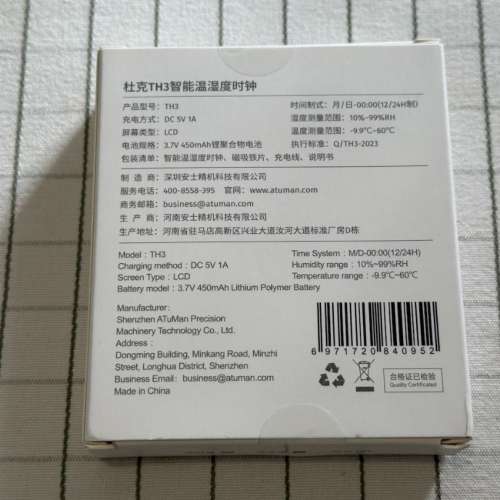 杜克TH3智能温湿度时钟
产品型号：TH3 时间制式：月/日-00:00(12/24H制)
充电方式：DC 5V 1A 湿度测量范围：10%~99%RH
屏幕类型：LCD 温度测量范围：-9.9℃~60℃
电池规格：3.7V 450mAh锂聚合物电池 执行标准：Q/TH3-2023
包装清单：智能温湿度时钟、磁吸铁片、充电线、说明书
制 造 商：深圳安士精机科技有限公司
服务电话：400-8558-395 官网：www.atuman.com
商务邮箱：business@atuman.com
生 产 商：河南安士精机科技有限公司
生产地址：河南省驻马店高新区兴业大道汝河大道标准厂房D栋
Model : TH3 Time System : M/D-00:00(12/24H)
Charging method : DC 5V 1A Humidity range : 10%~99%RH
Screen Type : LCD Temperature range : -9.9℃~60℃
Battery model : 3.7V 450mAh Lithium Polymer Battery
Manufacturer:
Shenzhen ATuMan Precision
Machinery Technology Co., Ltd.
Address :
Dongming Building, Minkang Road, Minzhi
Street, Longhua District, Shenzhen
Business Email : business@atuman.com
Made in China
6 971720 840952
合格证已检验
Quality Certificated